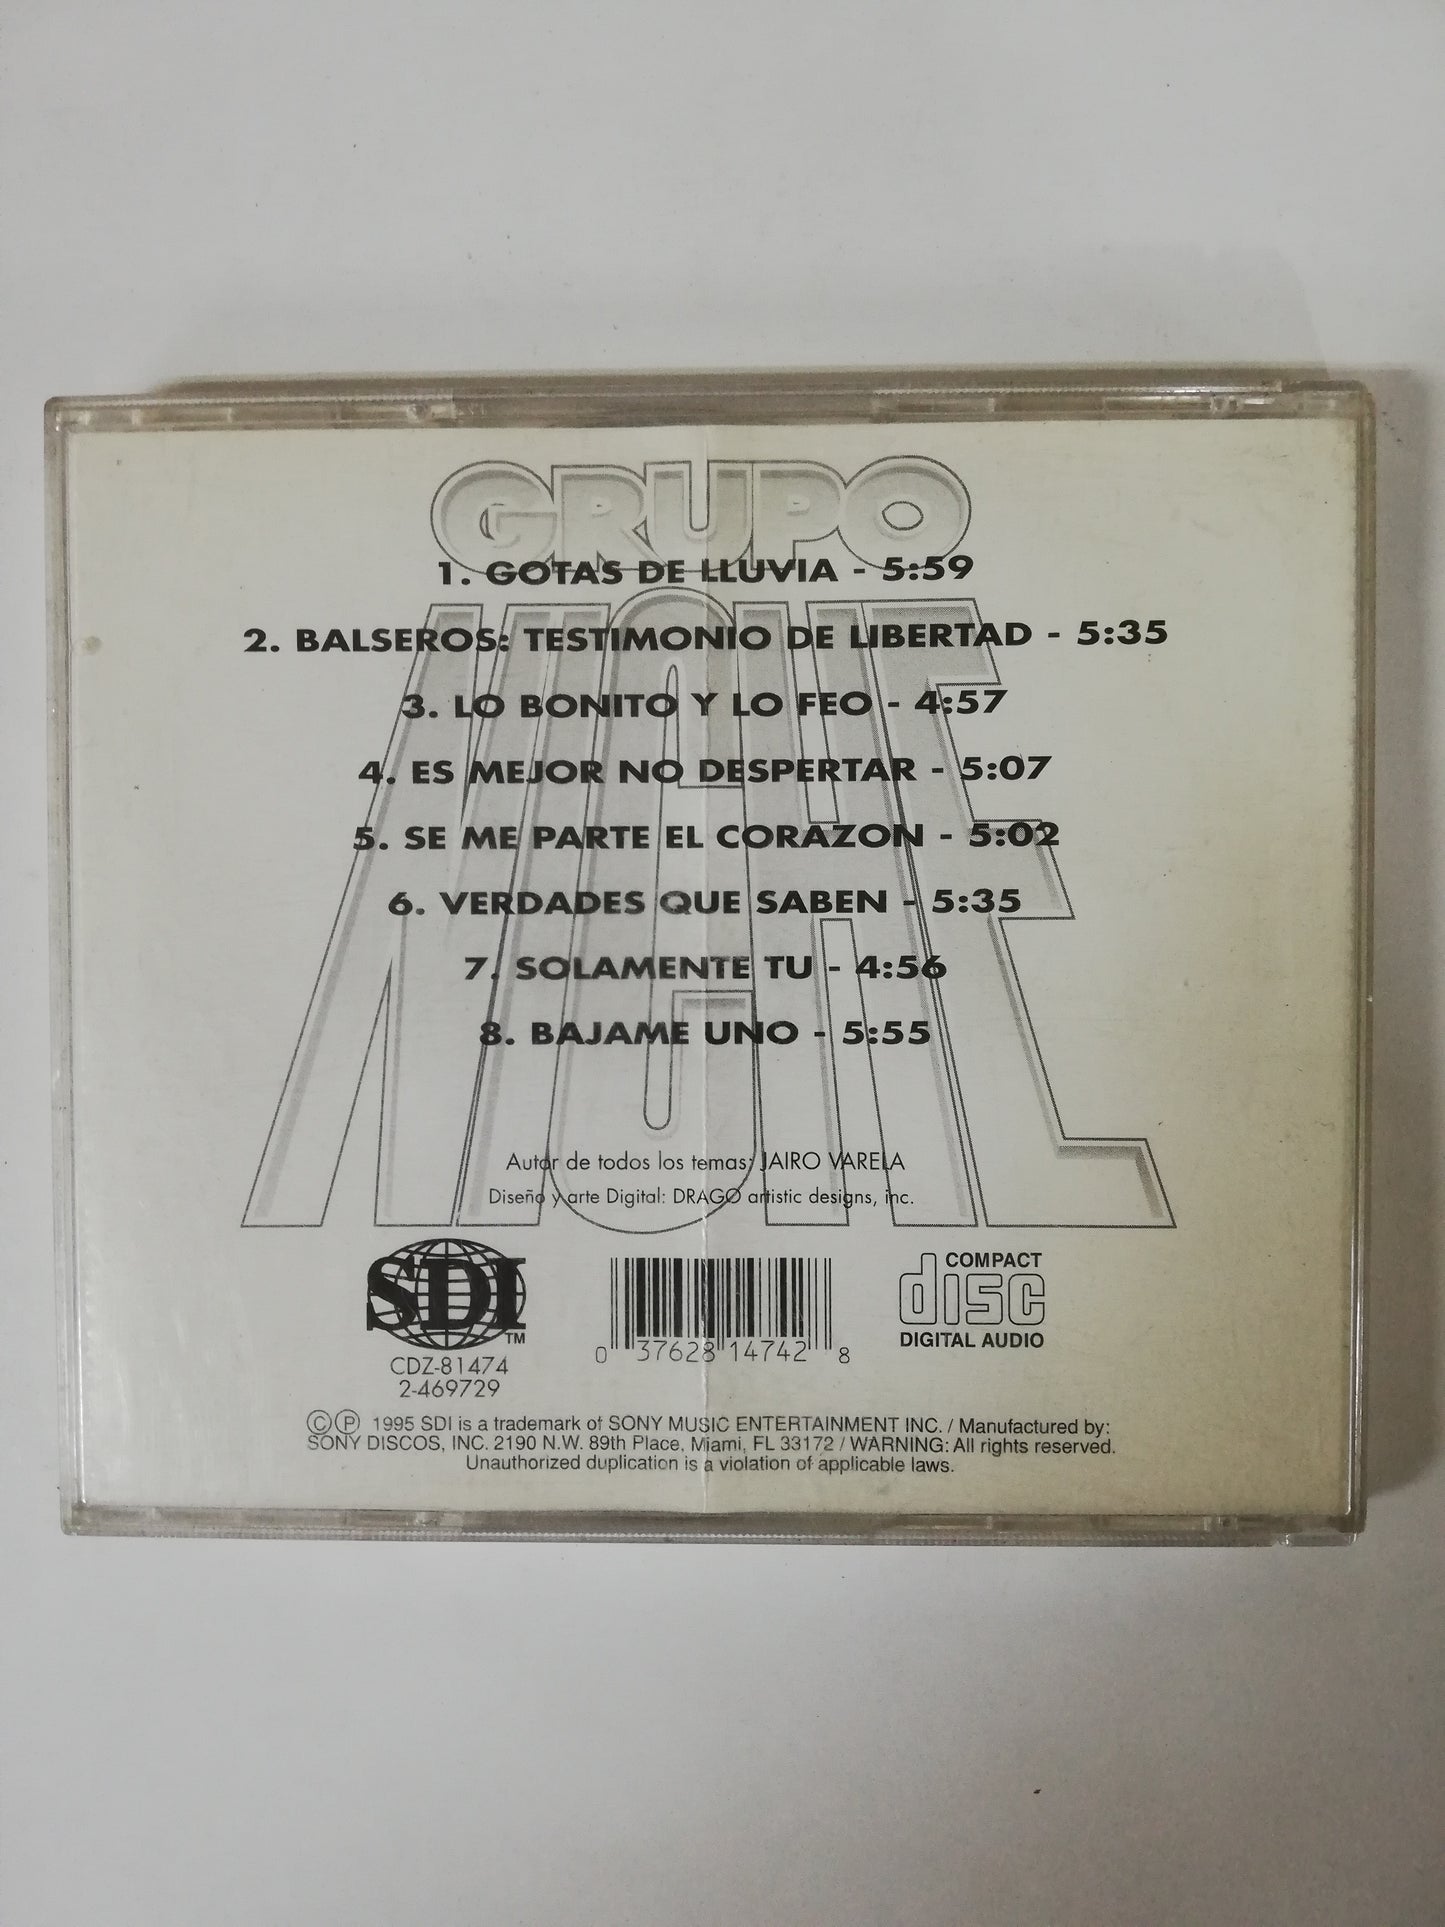 GRUPO
NICHE
1. GOTAS DE LLUVIA - 5:59
2. BALSEROS: TESTIMONIO DE LIBERTAD - 5:35
3. LO BONITO Y LO FEO - 4:57
4. ES MEJOR NO DESPERTAR - 5:07
5. SE ME PARTE EL CORAZON - 5:02
6. VERDADES QUE SABEN - 5:35
7. SOLAMENTE TU - 4:56
8. BAJAME UNO - 5:55
Autor de todos los temas: JAIRO VARELA
Diseño y arte Digital: DRAGO artistic designs, inc.
SDI™
CDZ-81474
2-469729
0 37628 14742 8
COMPACT
disc
DIGITAL AUDIO
©℗ 1995 SDI is a trademark of SONY MUSIC ENTERTAINMENT INC. / Manufactured by:
SONY DISCOS, INC. 2190 N.W. 89th Place, Miami, FL 33172 / WARNING: All rights reserved.
Unauthorized duplication is a violation of applicable laws.